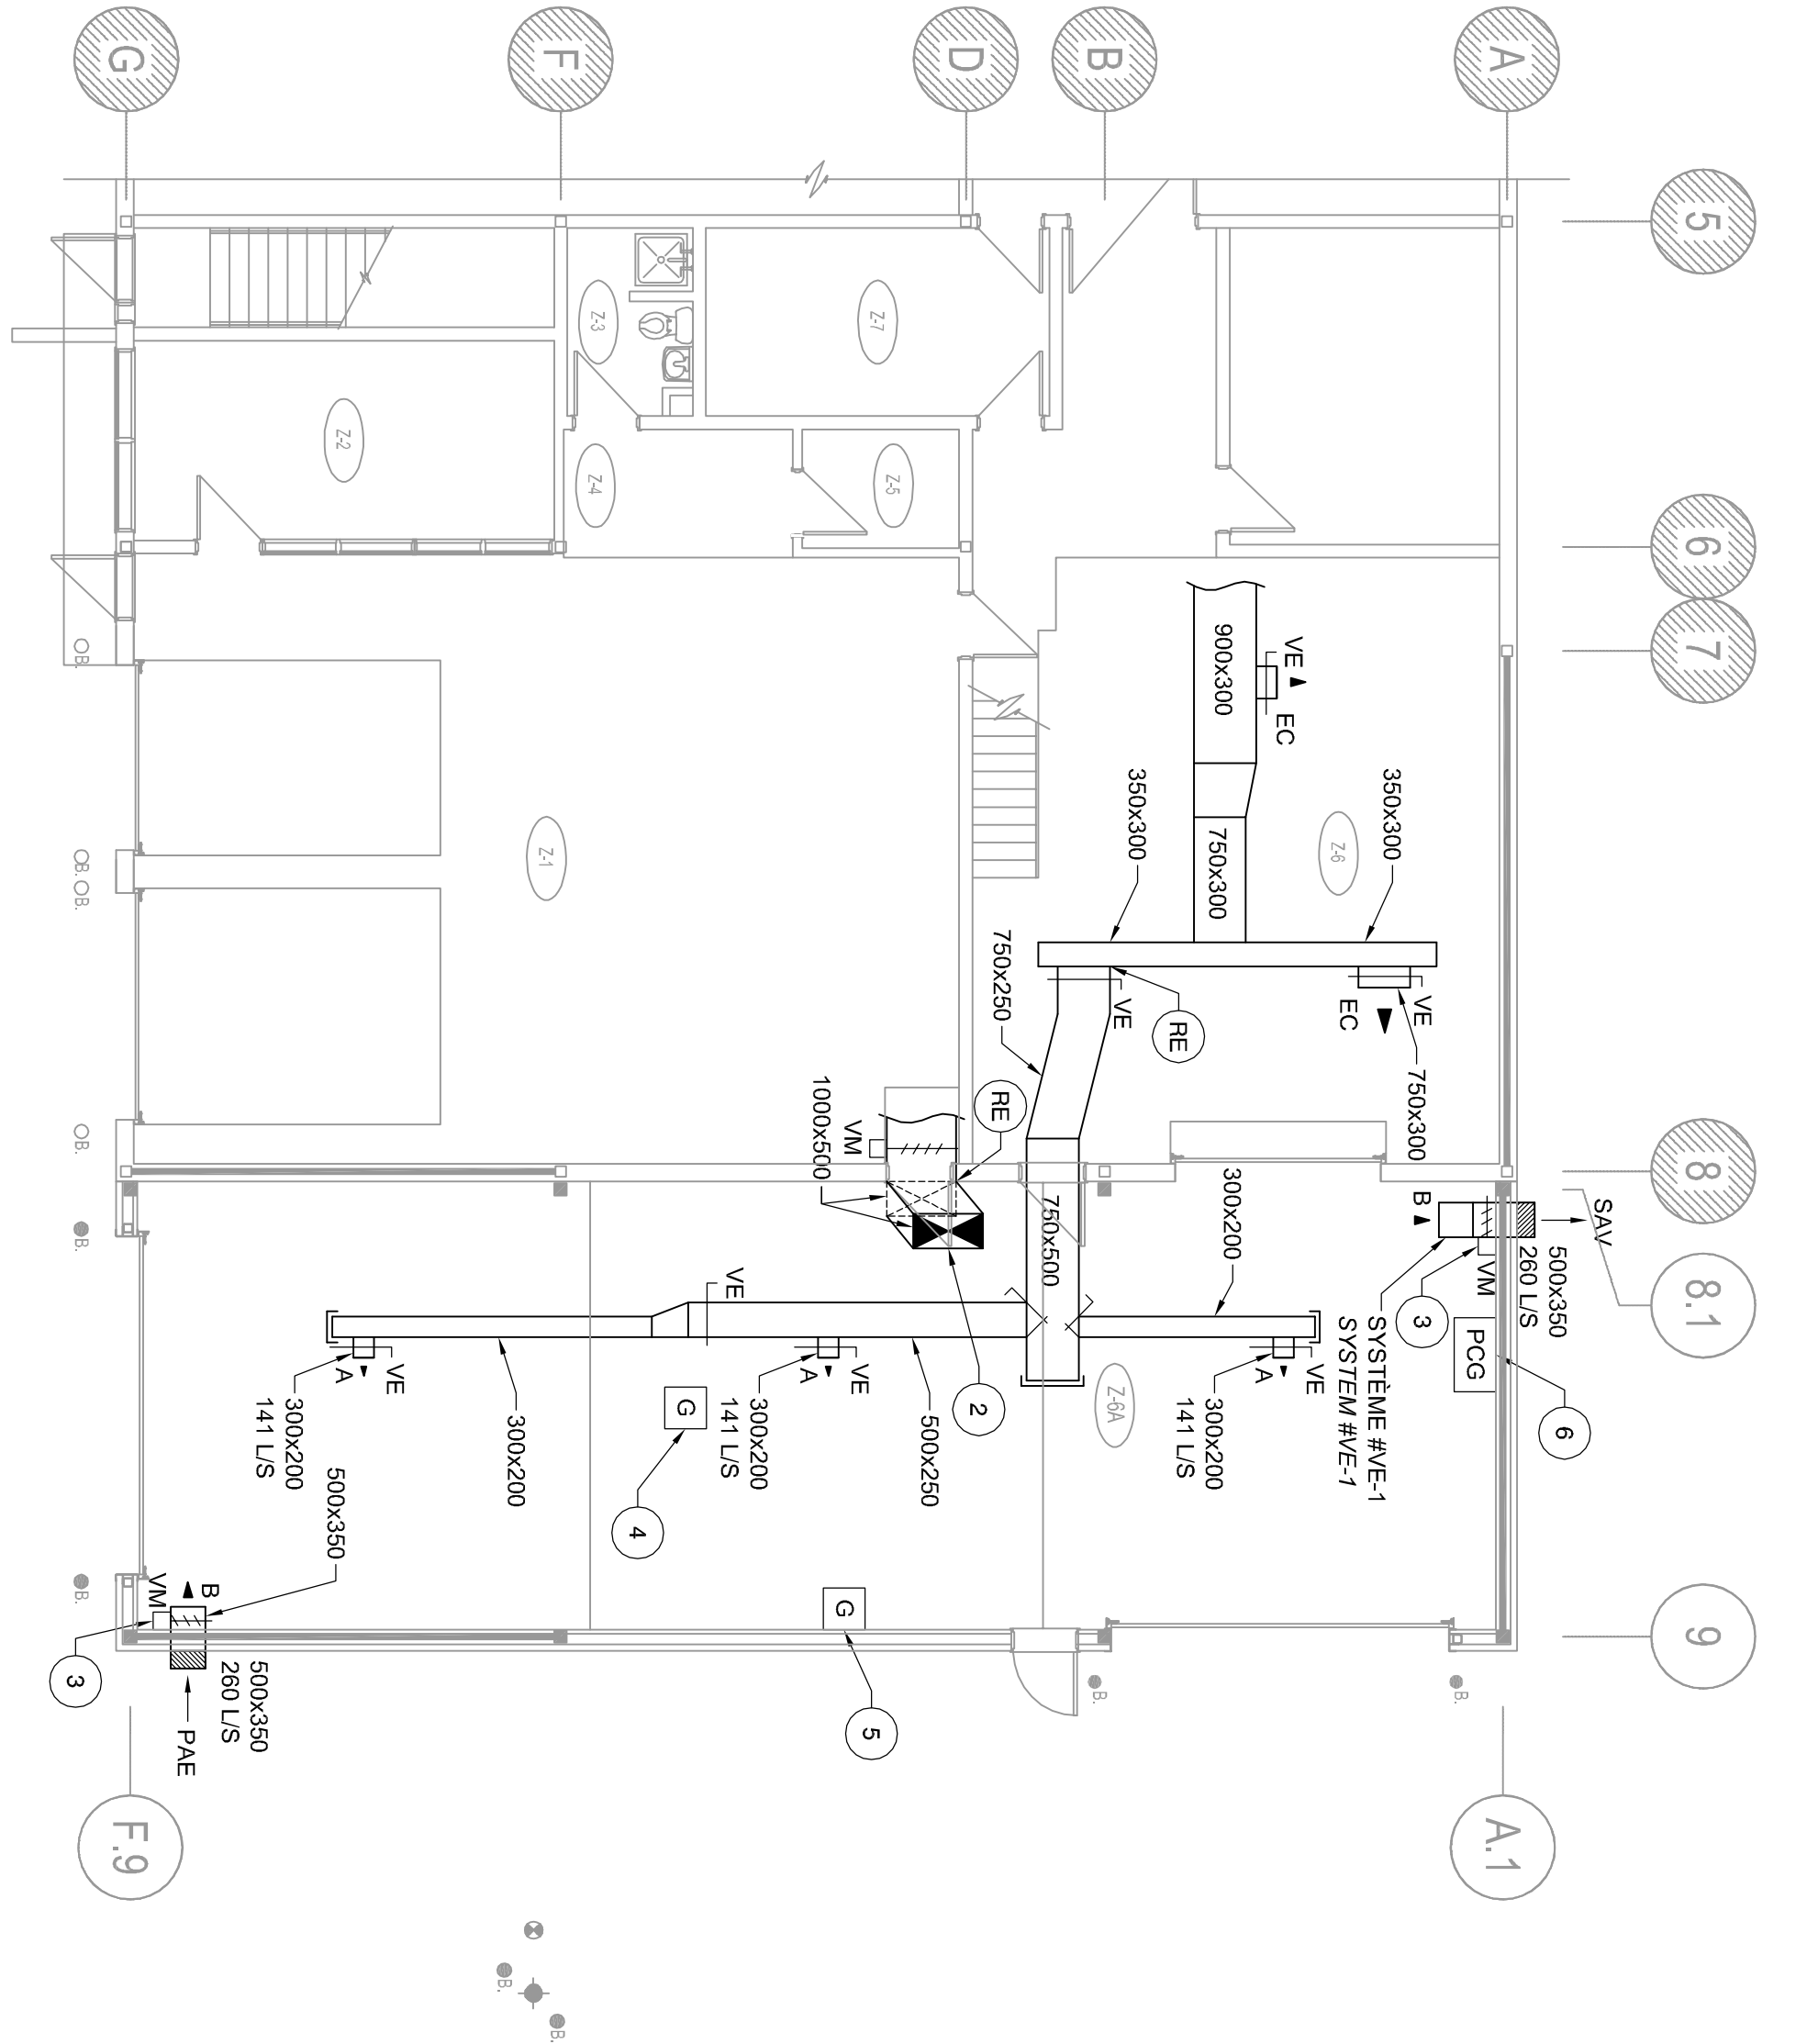 G
F
D
B
A
5
6
7
8
8.1
9
F.9
A.1
Z-3
Z-7
Z-2
Z-4
Z-5
Z-1
Z-6
Z-6A
900x300
VE
EC
350x300
750x300
350x300
750x250
VE
RE
VE
EC
750x300
RE
1000x500
VM
750x500
300x200
B
SAV
500x350
260 L/S
VM
3
PCG
6
SYSTÈME #VE-1
SYSTEM #VE-1
VE
A
300x200
141 L/S
VE
A
300x200
141 L/S
VE
VE
A
300x200
141 L/S
300x200
500x250
2
G
4
G
5
500x350
B
VM
3
500x350
260 L/S
PAE
B.
B.
B.
B.
B.
B.
B.
B.
B.
B.